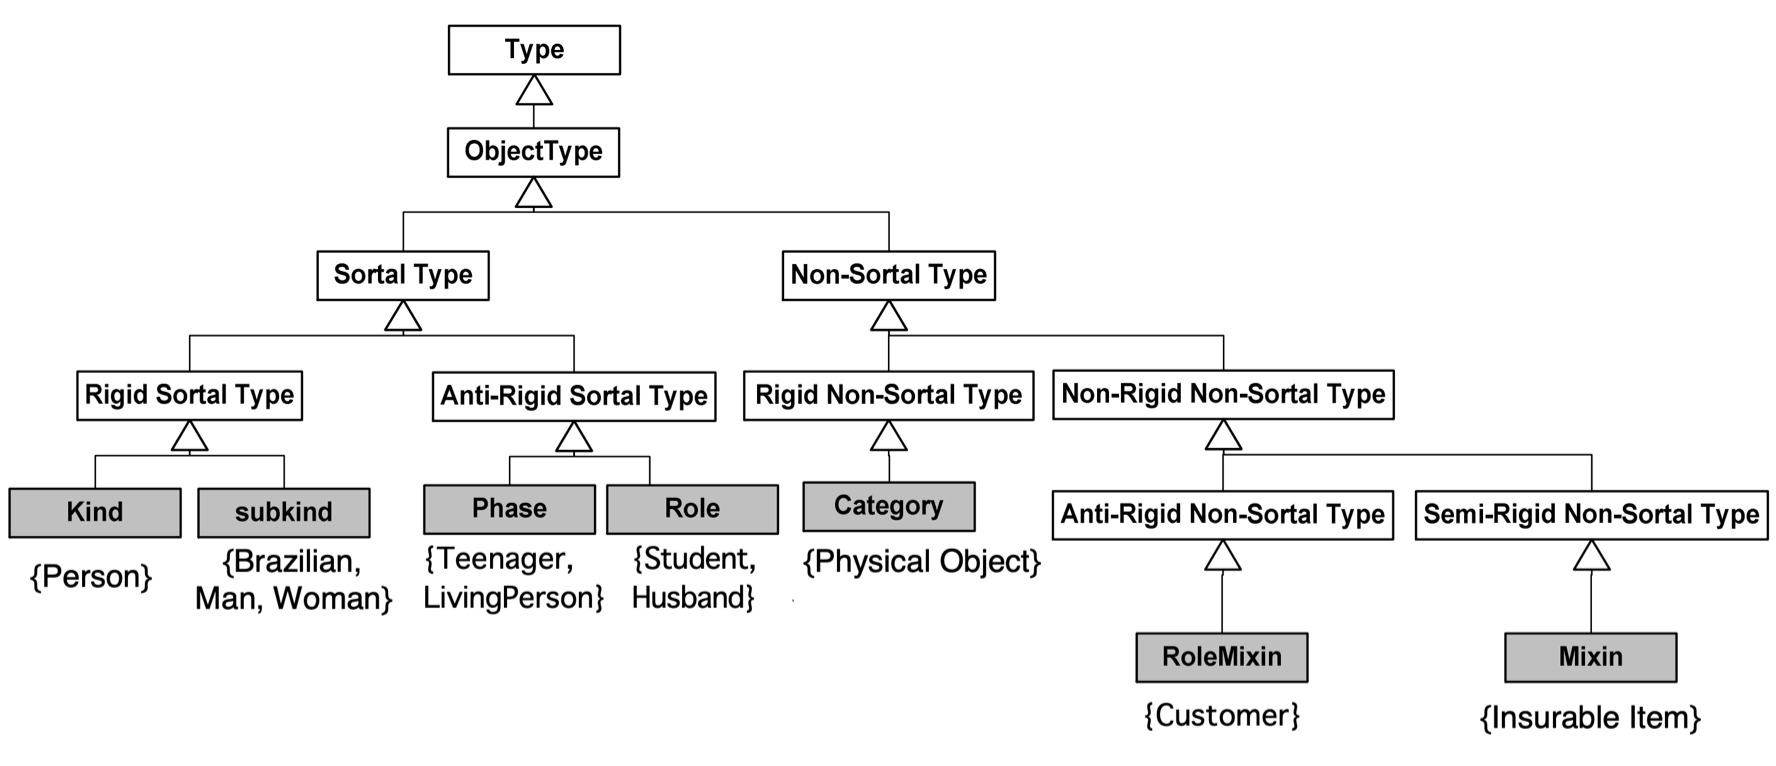 Type
ObjectType
Sortal Type
Non-Sortal Type
Rigid Sortal Type
Anti-Rigid Sortal Type
Rigid Non-Sortal Type
Non-Rigid Non-Sortal Type
Kind
subkind
Phase
Role
Category
Anti-Rigid Non-Sortal Type
Semi-Rigid Non-Sortal Type
{Person}
{Brazilian,
Man, Woman}
{Teenager,
LivingPerson}
{Student,
Husband}
{Physical Object}
RoleMixin
Mixin
{Customer}
{Insurable Item}